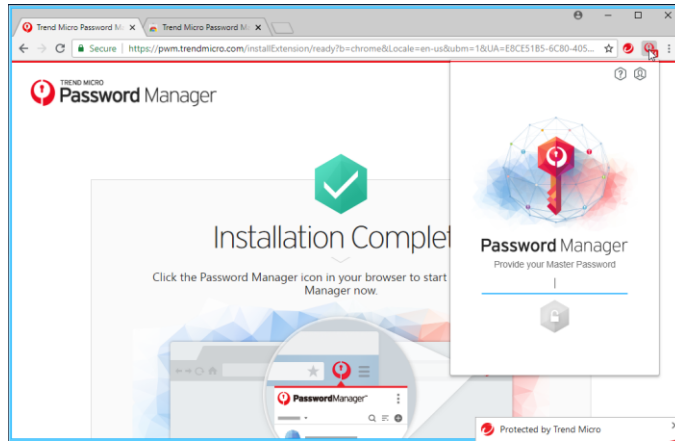 Trend Micro Password M
Trend Micro Password M
Secure
https://pwm.trendmicro.com/installExtension/ready?b=chrome&Locale=en-us&ubm=1&UA=E8CE51B5-6C80-405...
TREND MICRO
Password Manager
Installation Complet
Click the Password Manager icon in your browser to start
Manager now.
PasswordManager
Password Manager
Provide your Master Password
Protected by Trend Micro